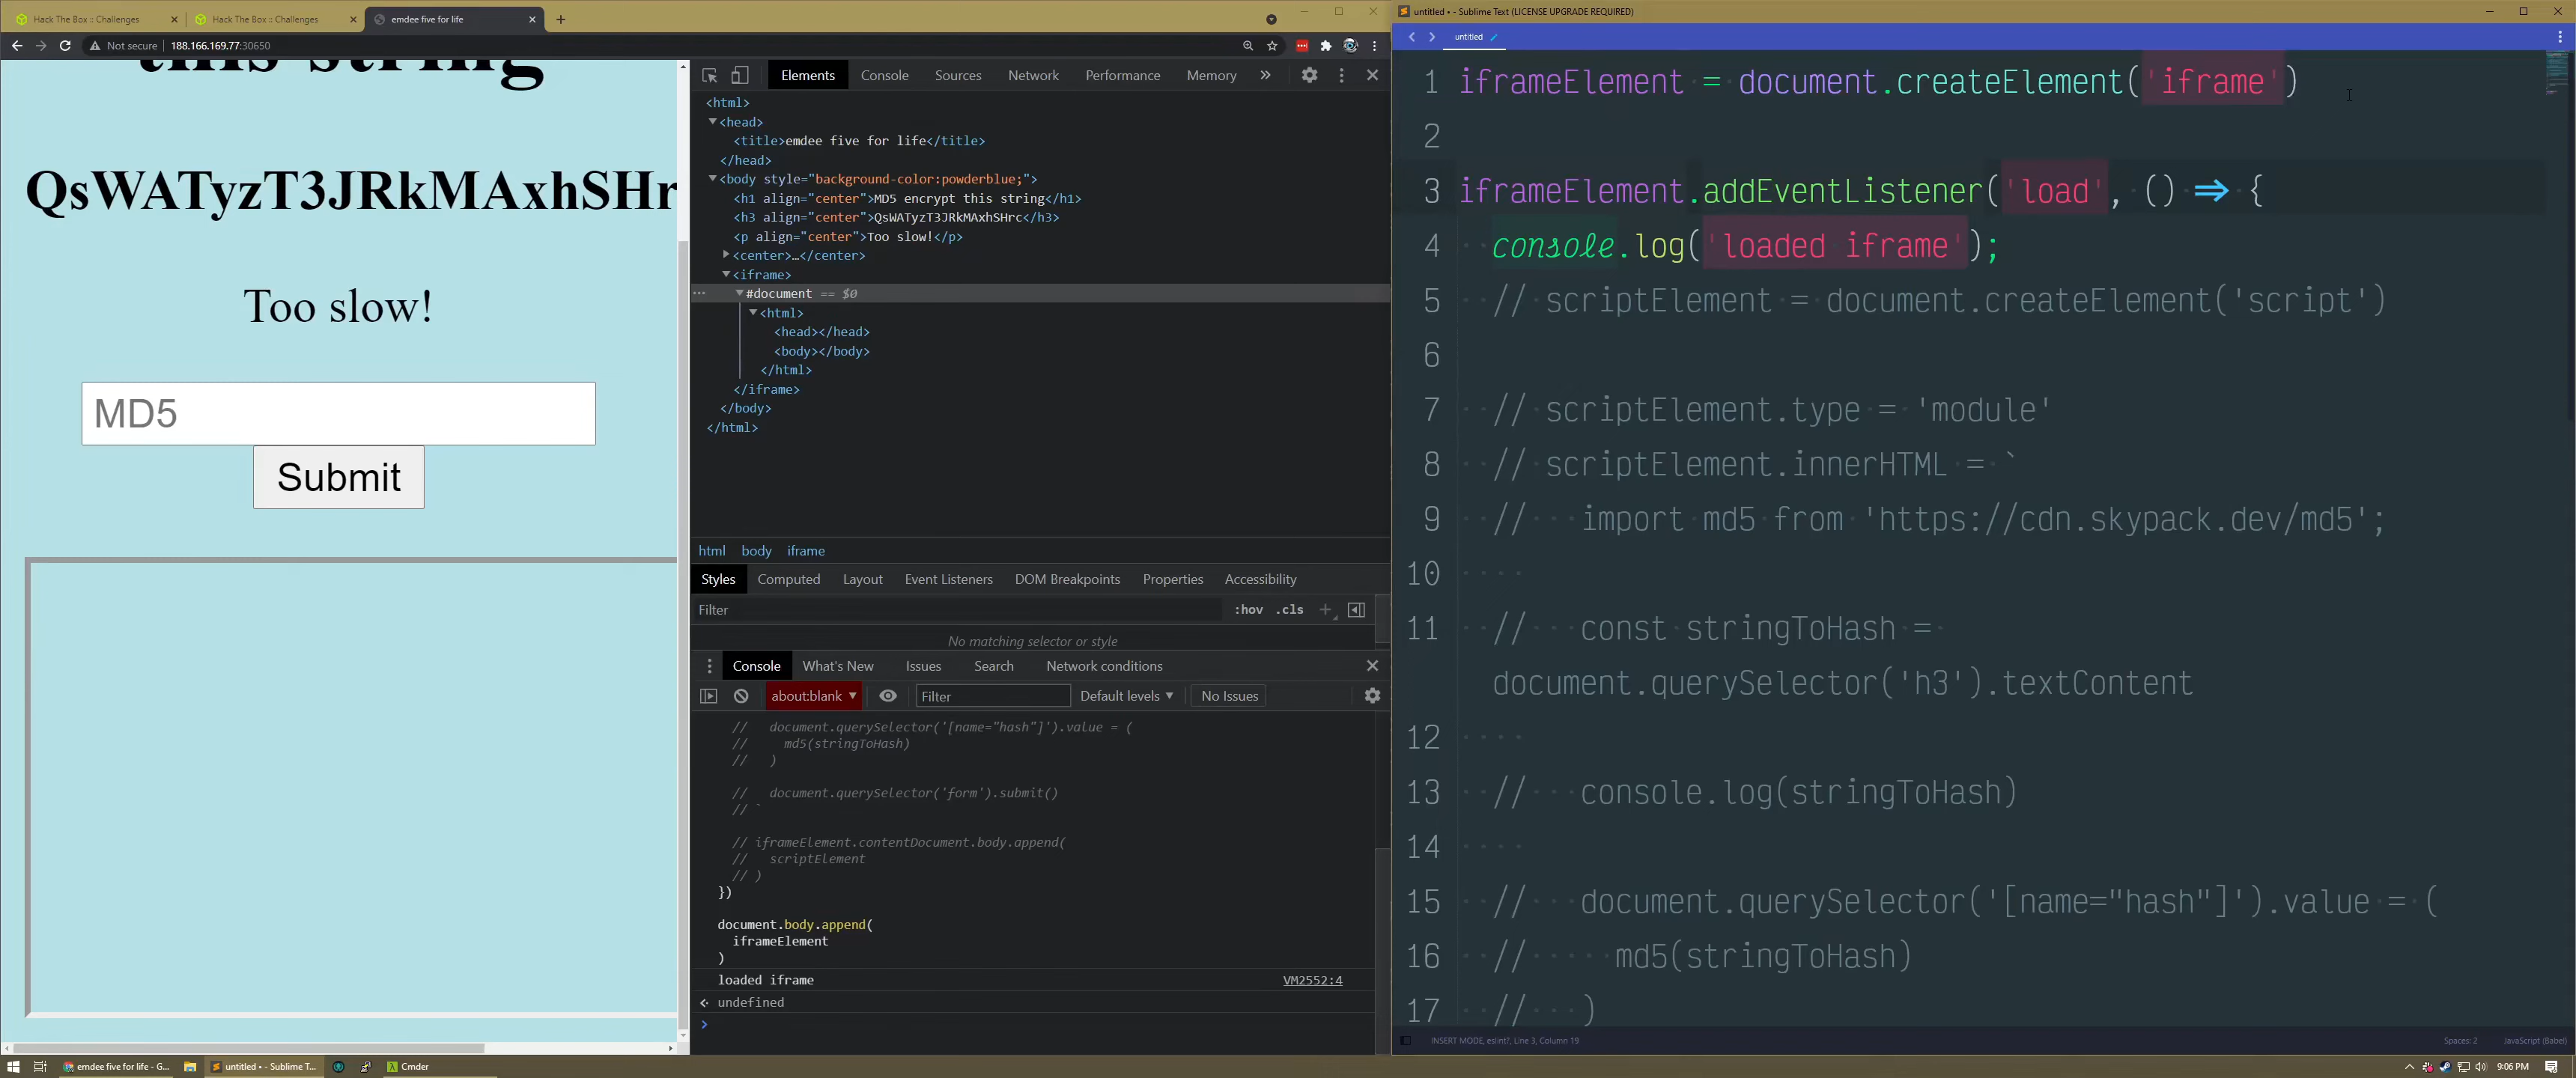 Hack The Box :: Challenges
Hack The Box :: Challenges
emdee five for life
Not secure
188.166.169.77:30650
this string
QsWATyzT3JRkMAxhSHr
Too slow!
MD5
Submit
Elements
Console
Sources
Network
Performance
Memory
<html>
<head>
<title>emdee five for life</title>
</head>
<body style="background-color:powderblue;">
<h1 align="center">MD5 encrypt this string</h1>
<h3 align="center">QsWATyzT3JRkMAxhSHrc</h3>
<p align="center">Too slow!</p>
<center>…</center>
<iframe>
#document == $0
<html>
<head></head>
<body></body>
</html>
</iframe>
</body>
</html>
html body iframe
Styles
Computed
Layout
Event Listeners
DOM Breakpoints
Properties
Accessibility
Filter
:hov .cls
No matching selector or style
Console
What's New
Issues
Search
Network conditions
about:blank
Filter
Default levels
No Issues
// document.querySelector('[name="hash"]').value = (
// md5(stringToHash)
// )
// document.querySelector('form').submit()
// `
// iframeElement.contentDocument.body.append(
// scriptElement
// )
})
document.body.append(
iframeElement
)
loaded iframe VM2552:4
undefined
untitled • - Sublime Text (LICENSE UPGRADE REQUIRED)
untitled
1 iframeElement = document.createElement('iframe')
2
3 iframeElement.addEventListener('load', () => {
4 console.log('loaded iframe');
5 // scriptElement = document.createElement('script')
6
7 // scriptElement.type = 'module'
8 // scriptElement.innerHTML = `
9 // import md5 from 'https://cdn.skypack.dev/md5';
10
11 // const stringToHash =
document.querySelector('h3').textContent
12
13 // console.log(stringToHash)
14
15 // document.querySelector('[name="hash"]').value = (
16 // md5(stringToHash)
17 // )
INSERT MODE, eslint?, Line 3, Column 19
Spaces: 2
JavaScript (Babel)
emdee five for life - G...
untitled • - Sublime T...
Cmder
9:06 PM